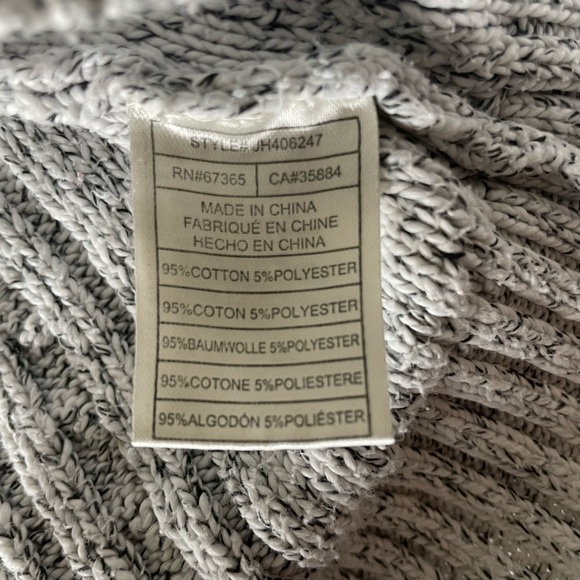 STYLE#JH406247
RN#67365 CA#35884
MADE IN CHINA
FABRIQUÉ EN CHINE
HECHO EN CHINA
95%COTTON 5%POLYESTER
95%COTON 5%POLYESTER
95%BAUMWOLLE 5%POLYESTER
95%COTONE 5%POLIESTERE
95%ALGODÓN 5%POLIÉSTER